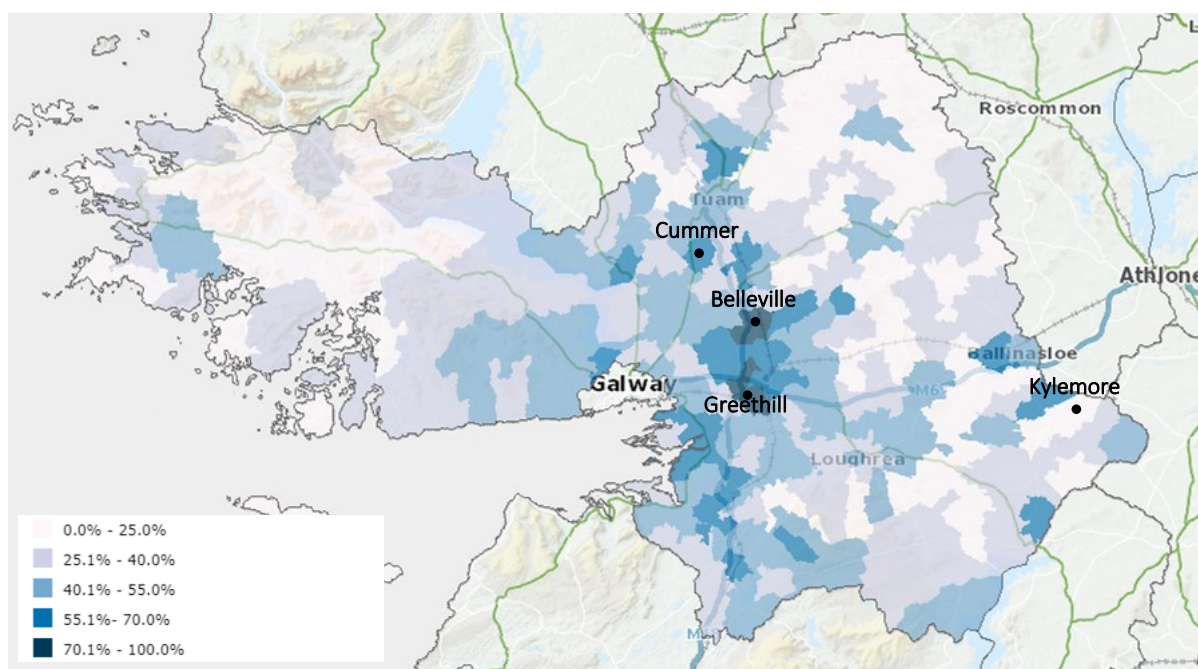 Roscommon
Tuam
Cummer
Athlone
Belleville
Ballinasloe
Galway
Kylemore
M6
Greethill
Loughrea
0.0% - 25.0%
25.1% - 40.0%
40.1% - 55.0%
55.1%- 70.0%
70.1% - 100.0%